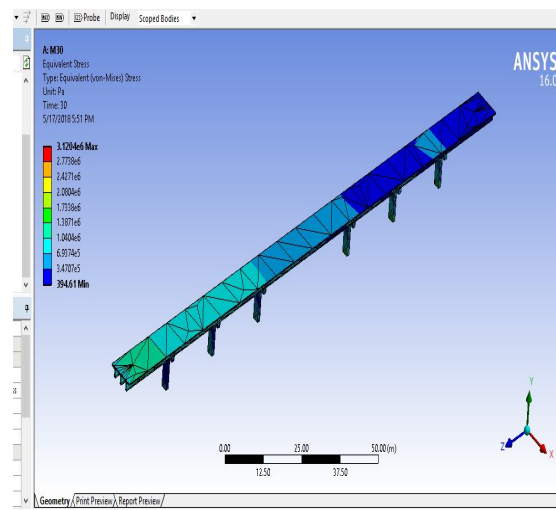 Probe Display Scoped Bodies
A: M30
Equivalent Stress
Type: Equivalent (von-Mises) Stress
Unit: Pa
Time: 30
5/17/2018 5:51 PM
ANSYS
16.0
3.1204e6 Max
2.7738e6
2.4271e6
2.0804e6
1.7338e6
1.3871e6
1.0404e6
6.9374e5
3.4707e5
394.61 Min
0.00 25.00 50.00 (m)
12.50 37.50
Y
Z
X
Geometry Print Preview Report Preview